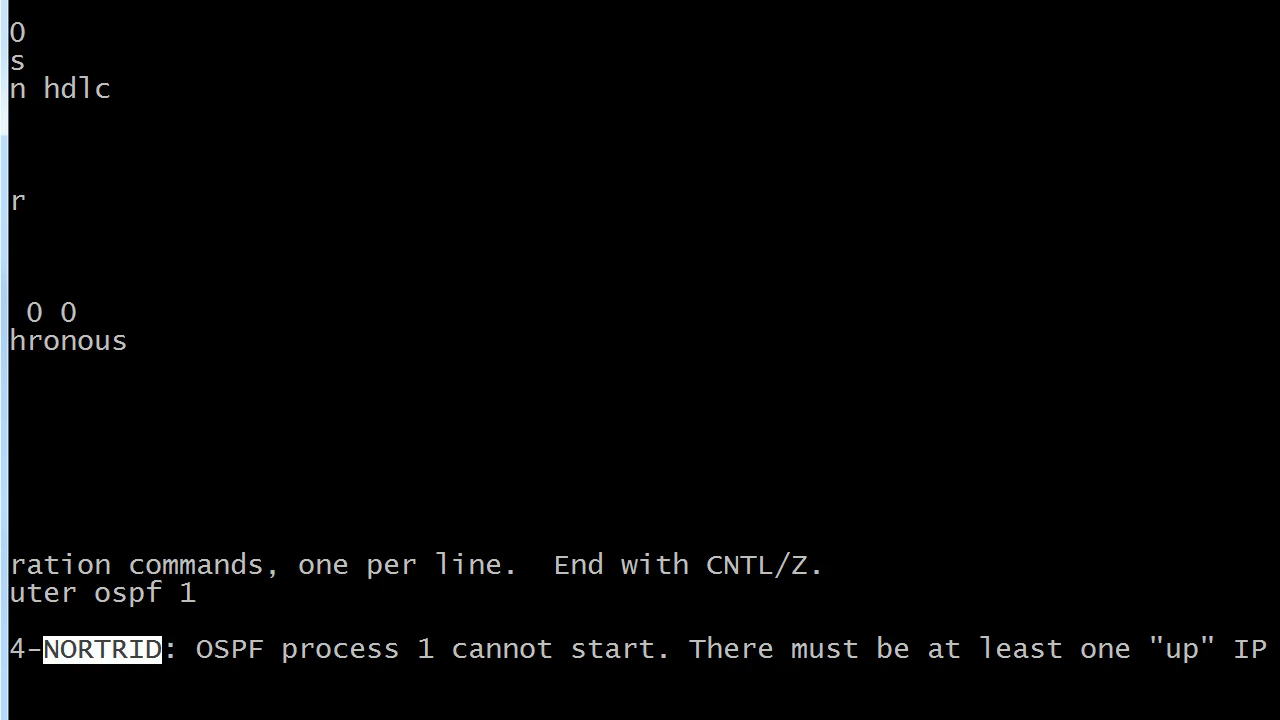 0
s
n hdlc
r
0 0
hronous
ration commands, one per line.  End with CNTL/Z.
uter ospf 1
4-NORTRID: OSPF process 1 cannot start. There must be at least one "up" IP